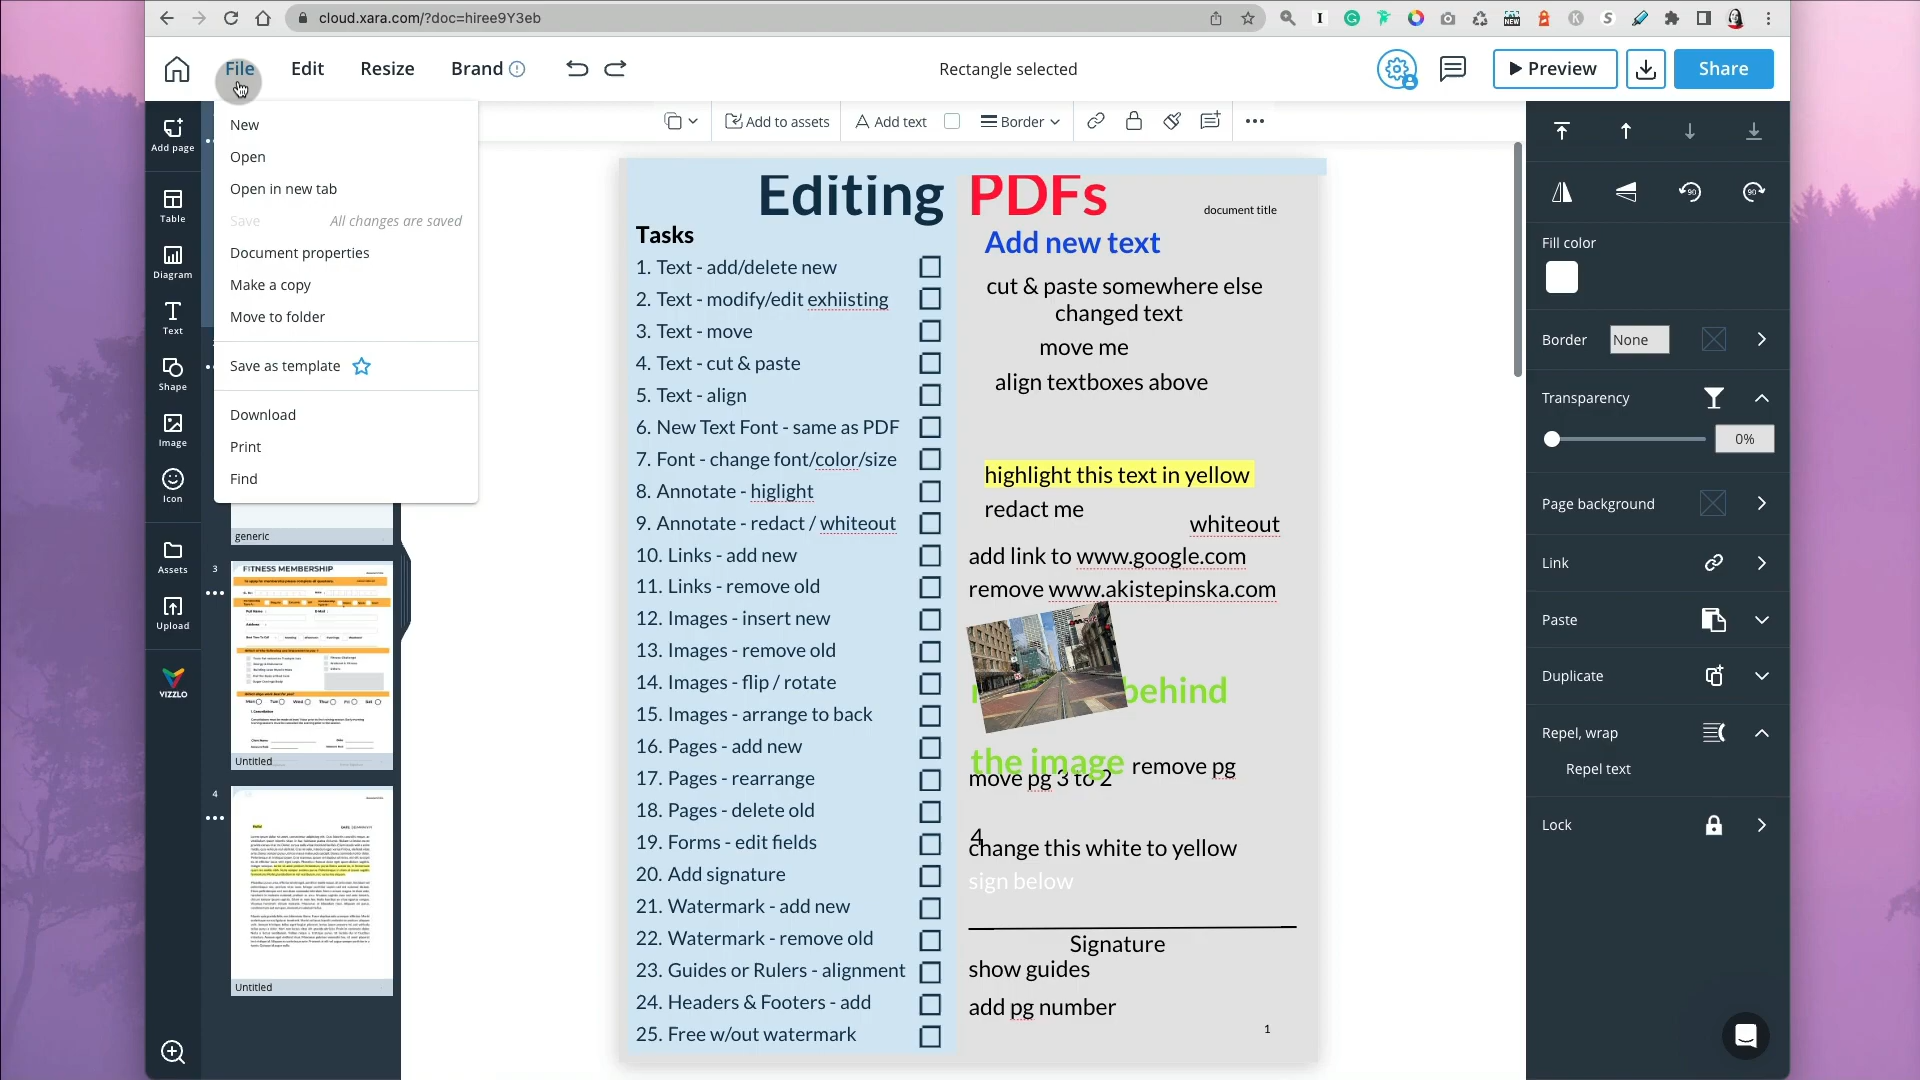 cloud.xara.com/?doc=hiree9Y3eb
File
Edit
Resize
Brand
Rectangle selected
Preview
Share
Add to assets
Add text
Border
Add page
Table
Diagram
Text
Shape
Image
Icon
Assets
Upload
VIZZLO
New
Open
Open in new tab
Save All changes are saved
Document properties
Make a copy
Move to folder
Save as template
Download
Print
Find
generic
3
FITNESS MEMBERSHIP
Untitled
4
Untitled
Editing PDFs
document title
Tasks
1. Text - add/delete new
2. Text - modify/edit exhiisting
3. Text - move
4. Text - cut & paste
5. Text - align
6. New Text Font - same as PDF
7. Font - change font/color/size
8. Annotate - higlight
9. Annotate - redact / whiteout
10. Links - add new
11. Links - remove old
12. Images - insert new
13. Images - remove old
14. Images - flip / rotate
15. Images - arrange to back
16. Pages - add new
17. Pages - rearrange
18. Pages - delete old
19. Forms - edit fields
20. Add signature
21. Watermark - add new
22. Watermark - remove old
23. Guides or Rulers - alignment
24. Headers & Footers - add
25. Free w/out watermark
Add new text
cut & paste somewhere else
changed text
move me
align textboxes above
highlight this text in yellow
redact me
whiteout
add link to www.google.com
remove www.akistepinska.com
behind
the image remove pg
move pg 3 to 2
4
change this white to yellow
sign below
Signature
show guides
add pg number
1
Fill color
Border None
Transparency
0%
Page background
Link
Paste
Duplicate
Repel, wrap
Repel text
Lock